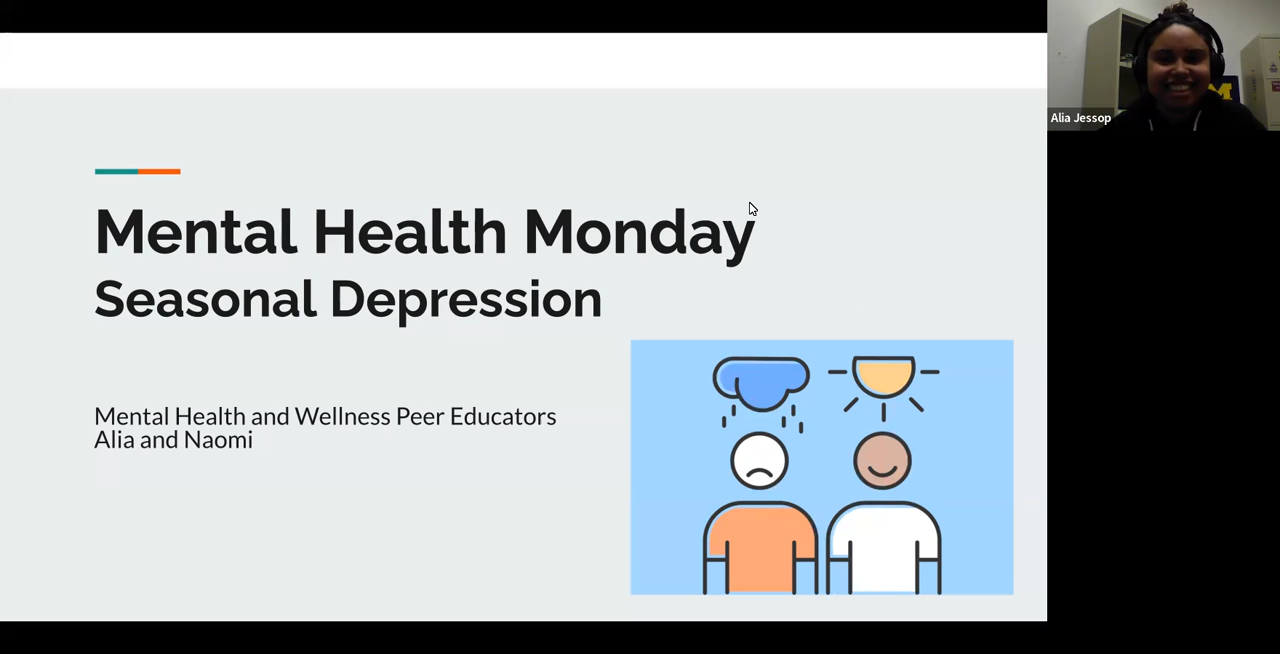 Mental Health Monday
Seasonal Depression
Mental Health and Wellness Peer Educators
Alia and Naomi
Alia Jessop
M